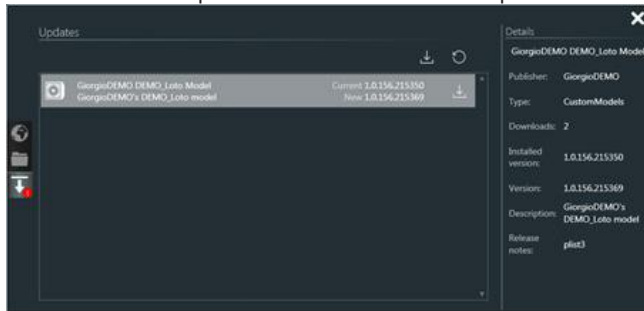 Updates
GiorgioDEMO DEMO_Loto Model
GiorgioDEMO's DEMO_Loto model
Current 1.0.156.215350
New 1.0.156.215369
Details
GiorgioDEMO DEMO_Loto Model
Publisher: GiorgioDEMO
Type: CustomModels
Downloads: 2
Installed version: 1.0.156.215350
Version: 1.0.156.215369
Description: GiorgioDEMO's DEMO_Loto model
Release notes: plist3